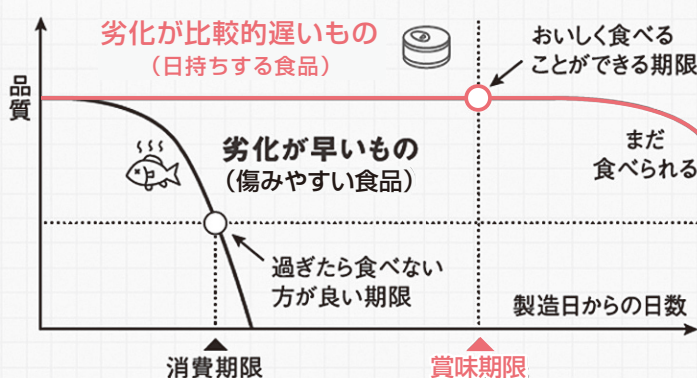 劣化が比較的遅いもの
（日持ちする食品）
おいしく食べる
ことができる期限
品質
まだ
食べられる
劣化が早いもの
（傷みやすい食品）
過ぎたら食べない
方が良い期限
製造日からの日数
消費期限
賞味期限